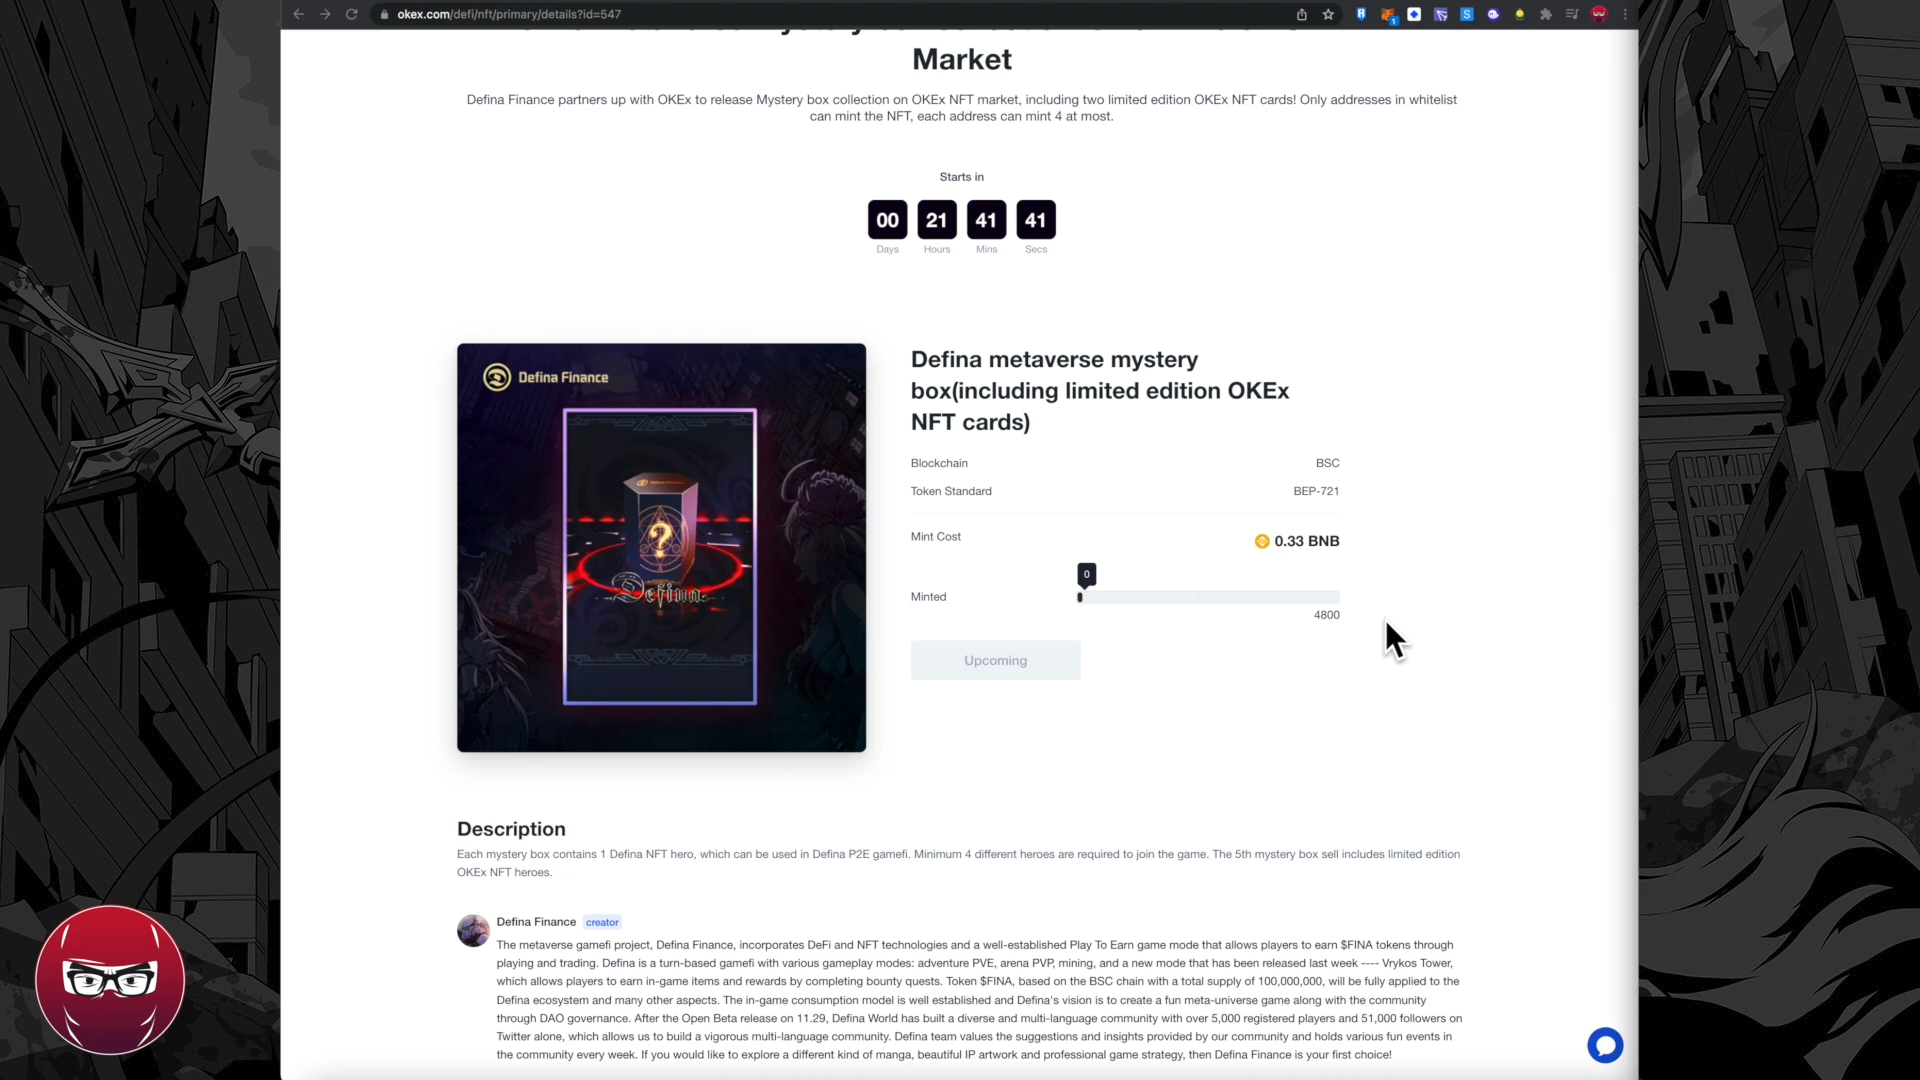 okex.com/defi/nft/primary/details?id=547
Market
Defina Finance partners up with OKEx to release Mystery box collection on OKEx NFT market, including two limited edition OKEx NFT cards! Only addresses in whitelist
can mint the NFT, each address can mint 4 at most.
Starts in
00 21 41 41
Days Hours Mins Secs
Defina Finance
Defina Finance
?
Defina
Defina metaverse mystery
box(including limited edition OKEx
NFT cards)
Blockchain BSC
Token Standard BEP-721
Mint Cost 0.33 BNB
0
Minted
4800
Upcoming
Description
Each mystery box contains 1 Defina NFT hero, which can be used in Defina P2E gamefi. Minimum 4 different heroes are required to join the game. The 5th mystery box sell includes limited edition
OKEx NFT heroes.
Defina Finance creator
The metaverse gamefi project, Defina Finance, incorporates DeFi and NFT technologies and a well-established Play To Earn game mode that allows players to earn $FINA tokens through
playing and trading. Defina is a turn-based gamefi with various gameplay modes: adventure PVE, arena PVP, mining, and a new mode that has been released last week ---- Vrykos Tower,
which allows players to earn in-game items and rewards by completing bounty quests. Token $FINA, based on the BSC chain with a total supply of 100,000,000, will be fully applied to the
Defina ecosystem and many other aspects. The in-game consumption model is well established and Defina's vision is to create a fun meta-universe game along with the community
through DAO governance. After the Open Beta release on 11.29, Defina World has built a diverse and multi-language community with over 5,000 registered players and 51,000 followers on
Twitter alone, which allows us to build a vigorous multi-language community. Defina team values the suggestions and insights provided by our community and holds various fun events in
the community every week. If you would like to explore a different kind of manga, beautiful IP artwork and professional game strategy, then Defina Finance is your first choice!